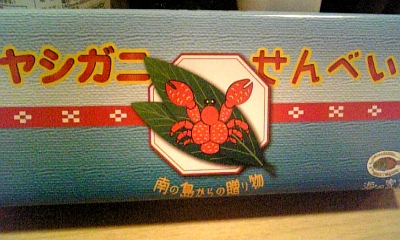 ヤシガニ せんべい
南の島からの贈り物